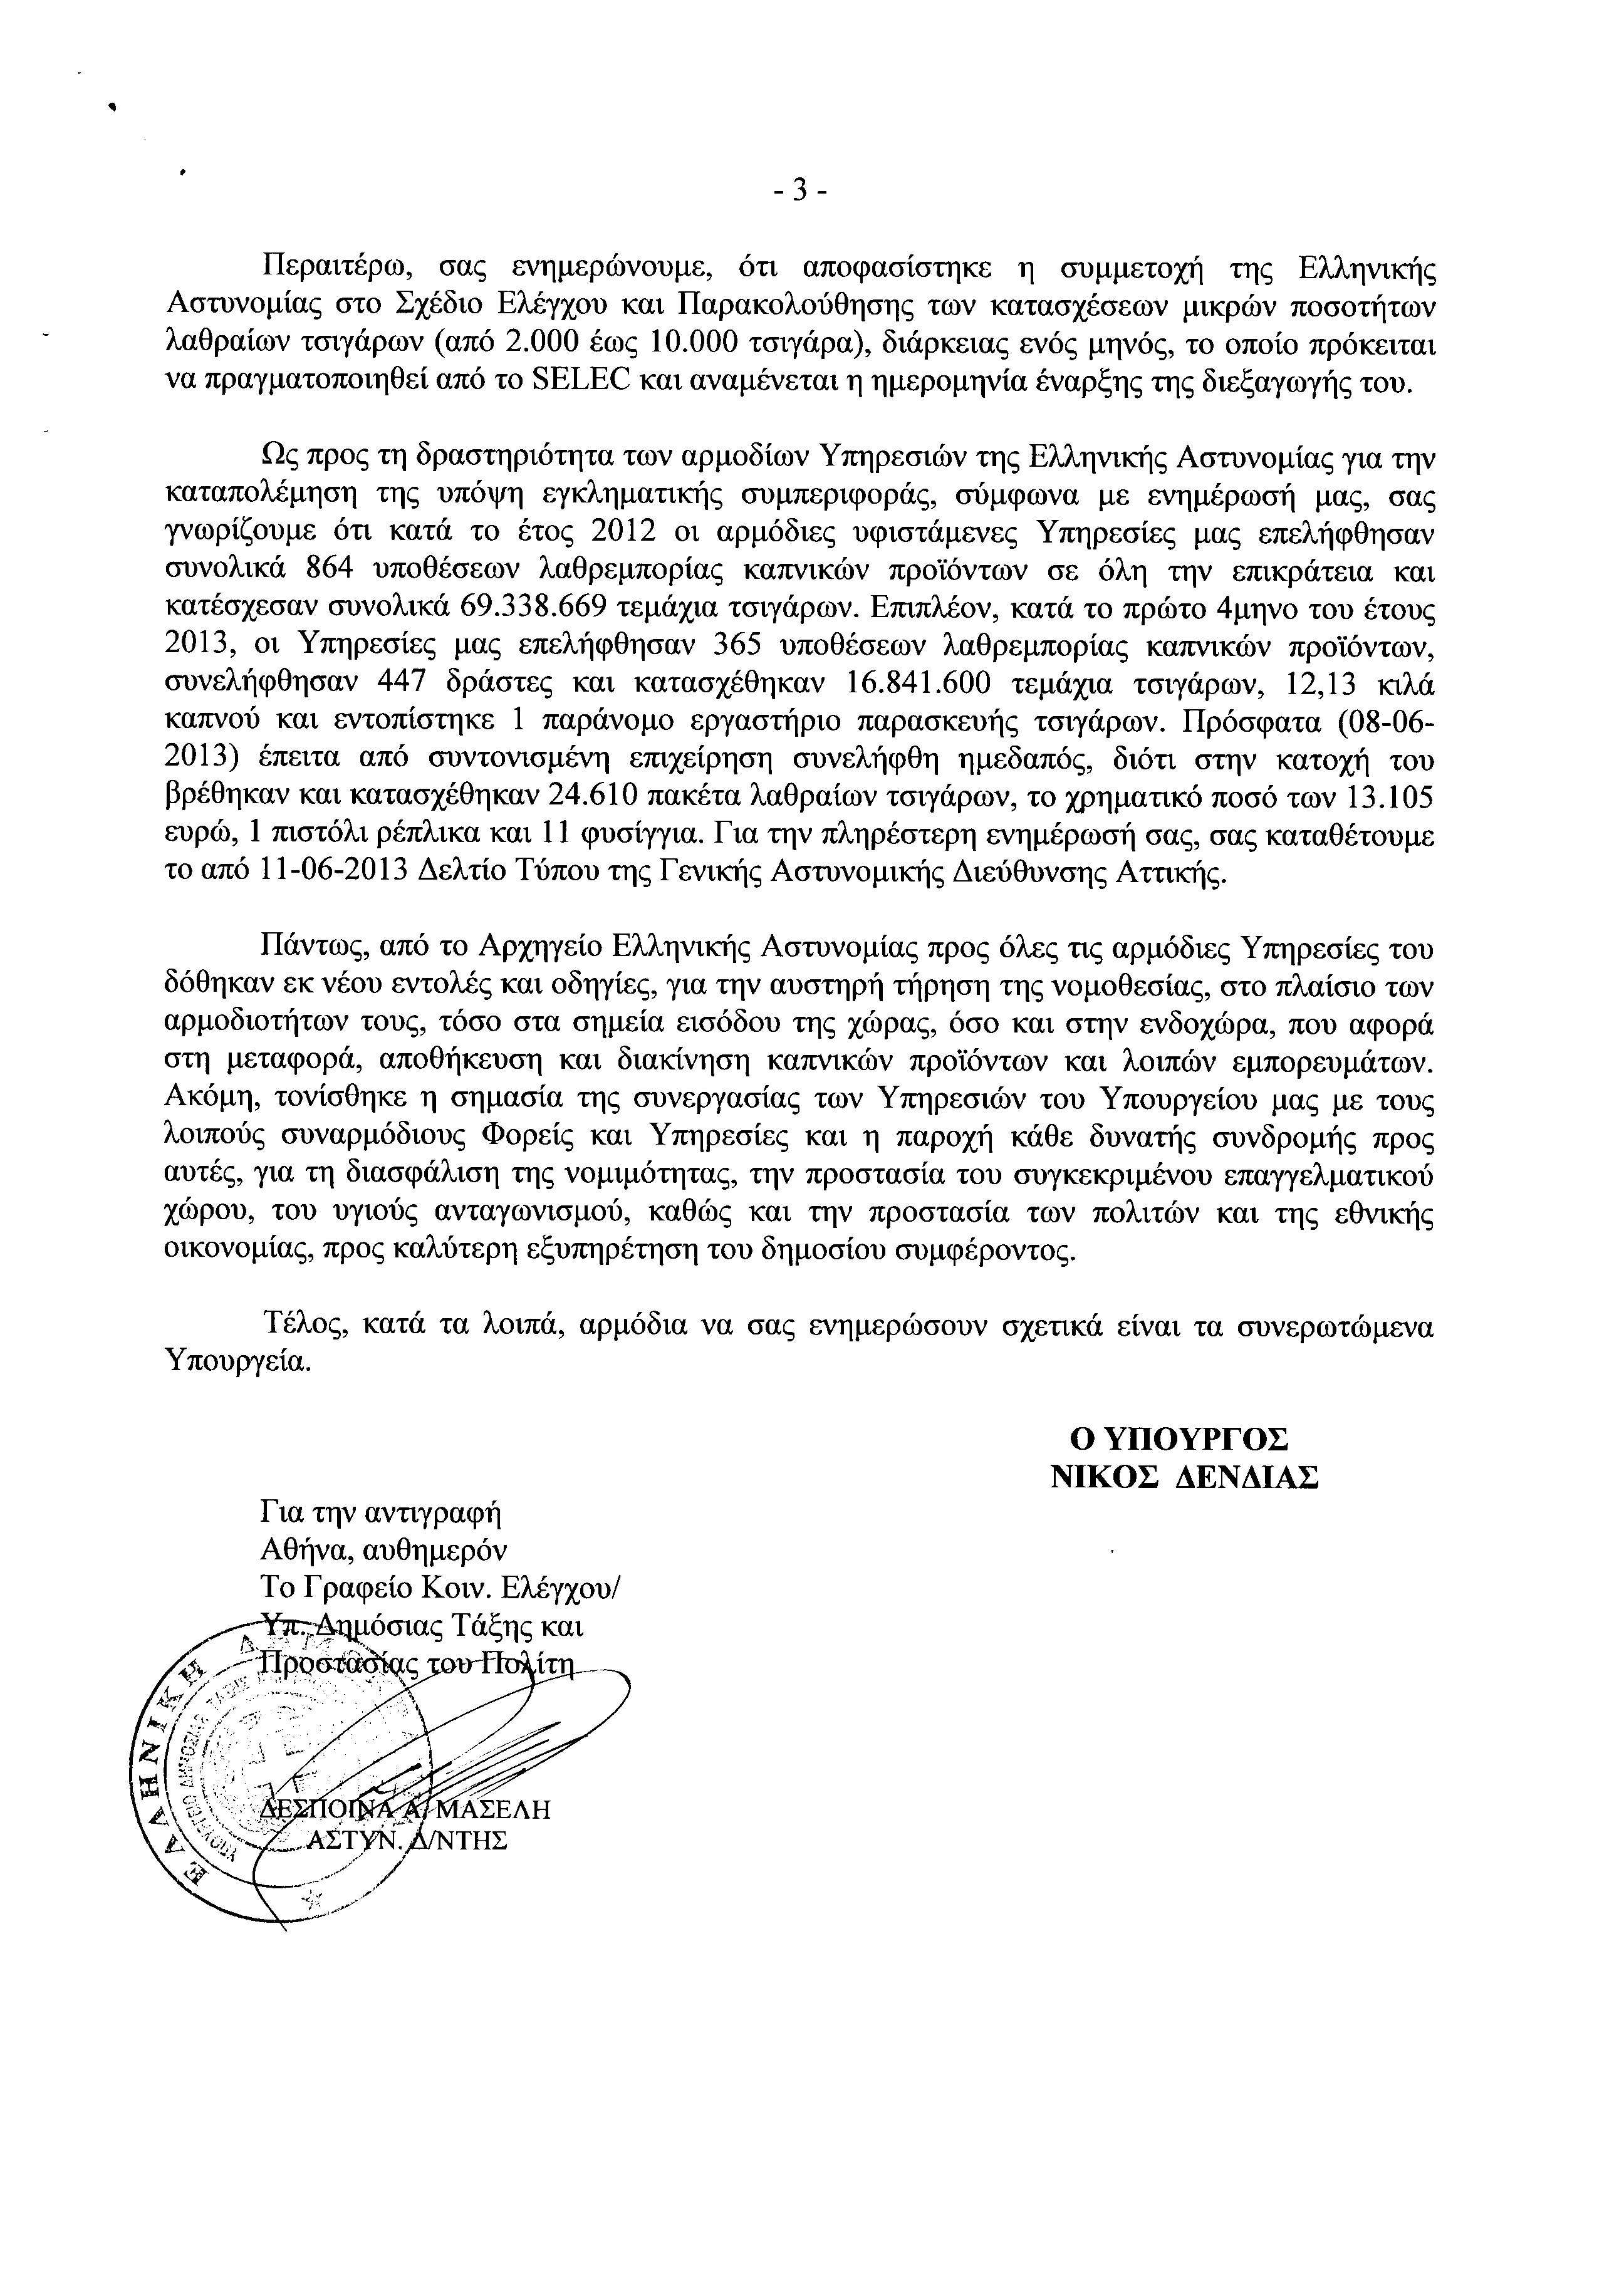 - 3 -
Περαιτέρω, σας ενημερώνουμε, ότι αποφασίστηκε η συμμετοχή της Ελληνικής
Αστυνομίας στο Σχέδιο Ελέγχου και Παρακολούθησης των κατασχέσεων μικρών ποσοτήτων
λαθραίων τσιγάρων (από 2.000 έως 10.000 τσιγάρα), διάρκειας ενός μηνός, το οποίο πρόκειται
να πραγματοποιηθεί από το SELEC και αναμένεται η ημερομηνία έναρξης της διεξαγωγής του.
Ως προς τη δραστηριότητα των αρμοδίων Υπηρεσιών της Ελληνικής Αστυνομίας για την
καταπολέμηση της υπόψη εγκληματικής συμπεριφοράς, σύμφωνα με ενημέρωσή μας, σας
γνωρίζουμε ότι κατά το έτος 2012 οι αρμόδιες υφιστάμενες Υπηρεσίες μας επελήφθησαν
συνολικά 864 υποθέσεων λαθρεμπορίας καπνικών προϊόντων σε όλη την επικράτεια και
κατέσχεσαν συνολικά 69.338.669 τεμάχια τσιγάρων. Επιπλέον, κατά το πρώτο 4μηνο του έτους
2013, οι Υπηρεσίες μας επελήφθησαν 365 υποθέσεων λαθρεμπορίας καπνικών προϊόντων,
συνελήφθησαν 447 δράστες και κατασχέθηκαν 16.841.600 τεμάχια τσιγάρων, 12,13 κιλά
καπνού και εντοπίστηκε 1 παράνομο εργαστήριο παρασκευής τσιγάρων. Πρόσφατα (08-06-
2013) έπειτα από συντονισμένη επιχείρηση συνελήφθη ημεδαπός, διότι στην κατοχή του
βρέθηκαν και κατασχέθηκαν 24.610 πακέτα λαθραίων τσιγάρων, το χρηματικό ποσό των 13.105
ευρώ, 1 πιστόλι ρέπλικα και 11 φυσίγγια. Για την πληρέστερη ενημέρωσή σας, σας καταθέτουμε
το από 11-06-2013 Δελτίο Τύπου της Γενικής Αστυνομικής Διεύθυνσης Αττικής.
Πάντως, από το Αρχηγείο Ελληνικής Αστυνομίας προς όλες τις αρμόδιες Υπηρεσίες του
δόθηκαν εκ νέου εντολές και οδηγίες, για την αυστηρή τήρηση της νομοθεσίας, στο πλαίσιο των
αρμοδιοτήτων τους, τόσο στα σημεία εισόδου της χώρας, όσο και στην ενδοχώρα, που αφορά
στη μεταφορά, αποθήκευση και διακίνηση καπνικών προϊόντων και λοιπών εμπορευμάτων.
Ακόμη, τονίσθηκε η σημασία της συνεργασίας των Υπηρεσιών του Υπουργείου μας με τους
λοιπούς συναρμόδιους Φορείς και Υπηρεσίες και η παροχή κάθε δυνατής συνδρομής προς
αυτές, για τη διασφάλιση της νομιμότητας, την προστασία του συγκεκριμένου επαγγελματικού
χώρου, του υγιούς ανταγωνισμού, καθώς και την προστασία των πολιτών και της εθνικής
οικονομίας, προς καλύτερη εξυπηρέτηση του δημοσίου συμφέροντος.
Τέλος, κατά τα λοιπά, αρμόδια να σας ενημερώσουν σχετικά είναι τα συνερωτώμενα
Υπουργεία.
Ο ΥΠΟΥΡΓΟΣ
ΝΙΚΟΣ ΔΕΝΔΙΑΣ
Για την αντιγραφή
Αθήνα, αυθημερόν
Το Γραφείο Κοιν. Ελέγχου/
Υπ. Δημόσιας Τάξης και
Προστασίας του Πολίτη
ΕΛΛΗΝΙΚΗ
ΥΠΟΥΡΓΕΙΟ ΔΗΜΟΣΙΑΣ ΤΑΞΗΣ
ΔΕΣΠΟΙΝΑ Α. ΜΑΣΕΛΗ
ΑΣΤΥΝ. Δ/ΝΤΗΣ